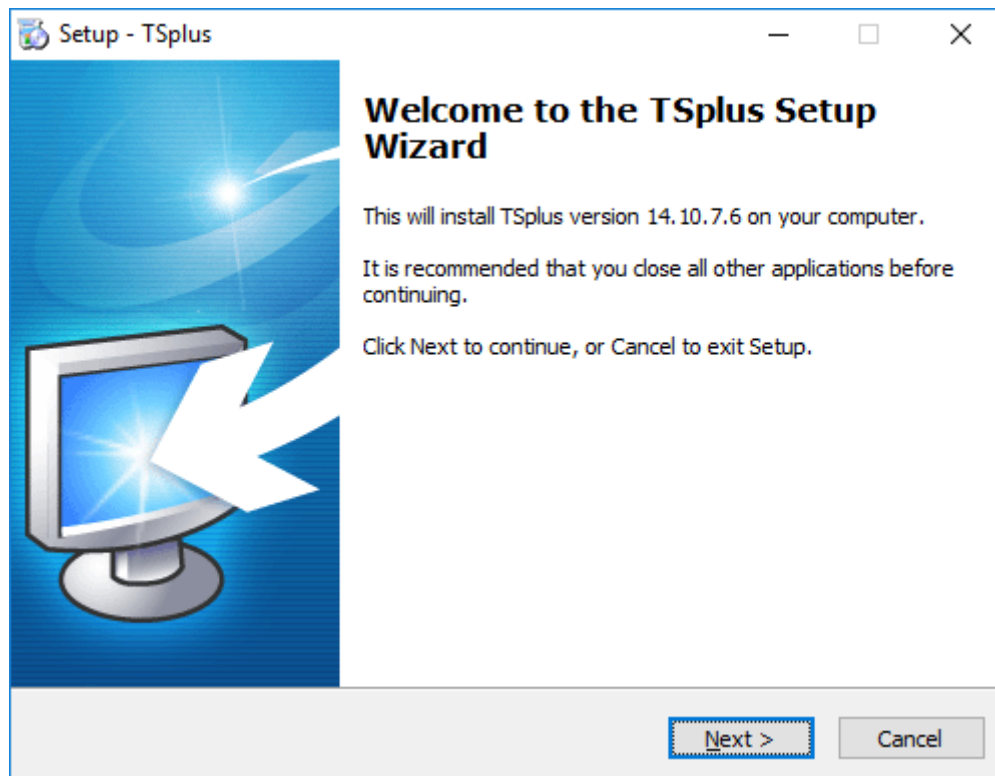 Setup - TSplus
Welcome to the TSplus Setup
Wizard
This will install TSplus version 14.10.7.6 on your computer.
It is recommended that you close all other applications before
continuing.
Click Next to continue, or Cancel to exit Setup.
Next >
Cancel